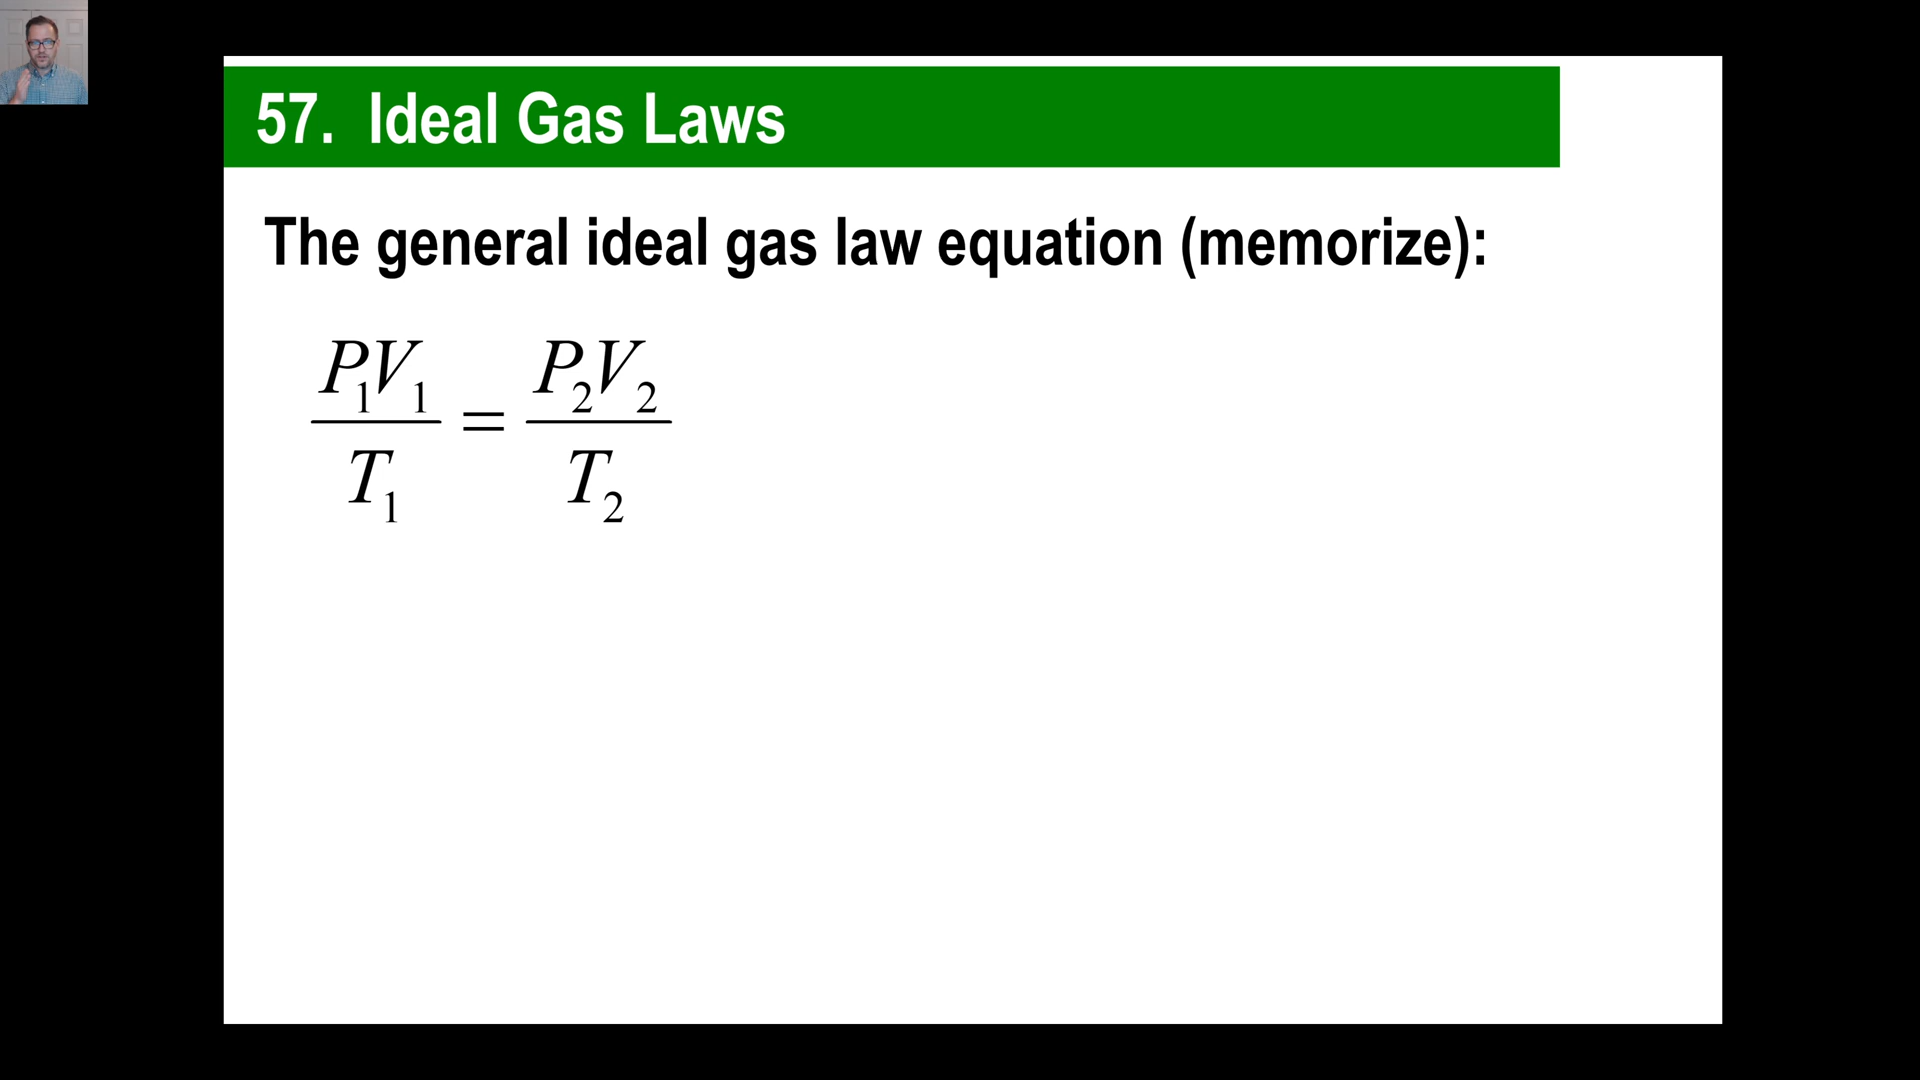 57. Ideal Gas Laws
The general ideal gas law equation (memorize):
P₁V₁/T₁ = P₂V₂/T₂